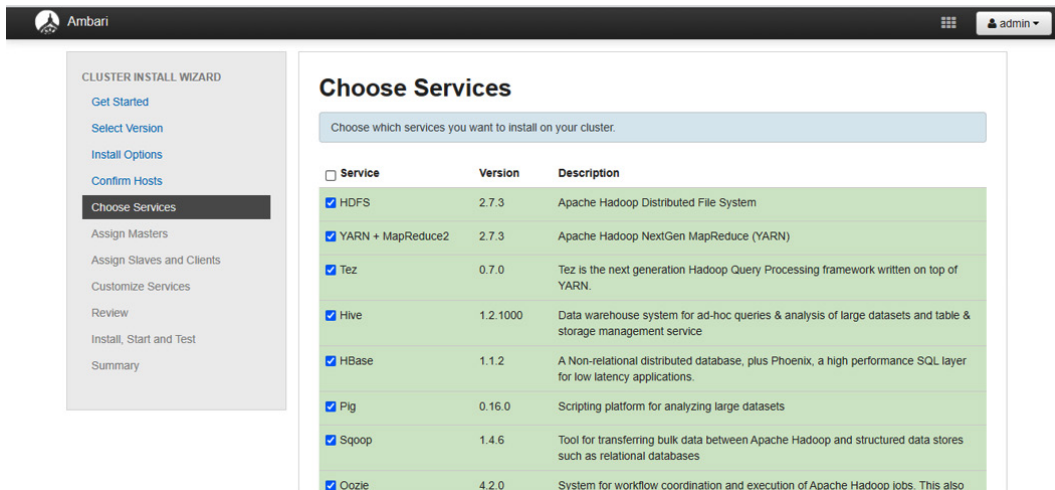 Ambari
admin
CLUSTER INSTALL WIZARD
Get Started
Select Version
Install Options
Confirm Hosts
Choose Services
Assign Masters
Assign Slaves and Clients
Customize Services
Review
Install, Start and Test
Summary
Choose Services
Choose which services you want to install on your cluster.
Service Version Description
HDFS 2.7.3 Apache Hadoop Distributed File System
YARN + MapReduce2 2.7.3 Apache Hadoop NextGen MapReduce (YARN)
Tez 0.7.0 Tez is the next generation Hadoop Query Processing framework written on top of
YARN.
Hive 1.2.1000 Data warehouse system for ad-hoc queries & analysis of large datasets and table &
storage management service
HBase 1.1.2 A Non-relational distributed database, plus Phoenix, a high performance SQL layer
for low latency applications.
Pig 0.16.0 Scripting platform for analyzing large datasets
Sqoop 1.4.6 Tool for transferring bulk data between Apache Hadoop and structured data stores
such as relational databases
Oozie 4.2.0 System for workflow coordination and execution of Apache Hadoop jobs. This also